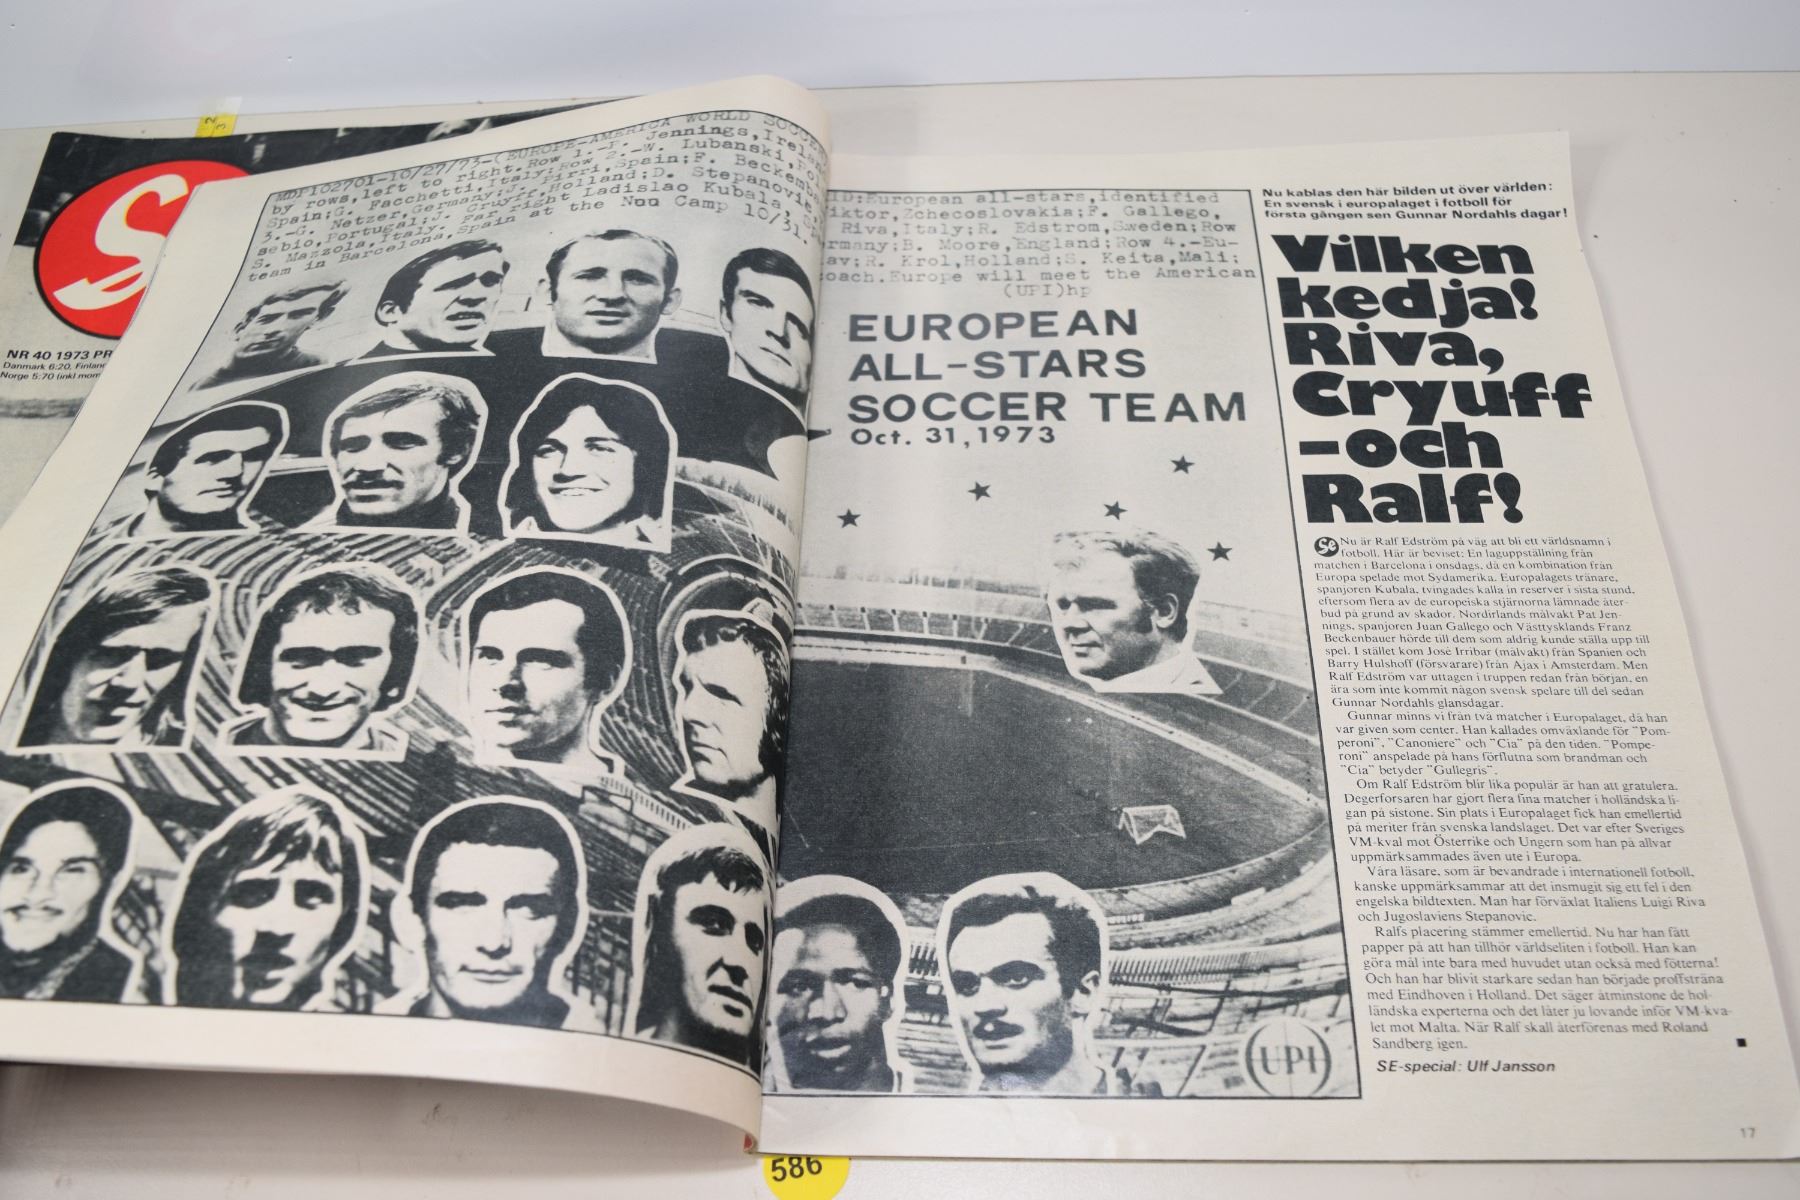 Se
NR 40 1973 PR
Danmark 6:20, Finlan
Norge 5:70 (inkl mom
MDF102701-10/27/73-(EUROPE-AMERICA WORLD SOCCER
by rows, left to right. Row 1.-P. Jennings, Ireland
Spain; G. Facchetti, Italy; Row 2.-W. Lubanski, Po
3.-G. Netzer, Germany; J. Pirri, Spain; F. Beckemba
sebio, Portugal; J. Cruyff, Holland; D. Stepanovic,
S. Mazzola, Italy. Far right Ladislao Kubala, Sp
team in Barcelona, Spain at the Nou Camp 10/31.
ID: European all-stars, identified
iktor, Zchecoslovakia; F. Gallego,
Riva, Italy; R. Edstrom, Sweden; Row
rmany; B. Moore, England; Row 4.-Eu-
av; R. Krol, Holland; S. Keita, Mali;
oach. Europe will meet the American
(UPI)hp
EUROPEAN
ALL-STARS
SOCCER TEAM
Oct. 31, 1973
UPI
Nu kablas den här bilden ut över världen:
En svensk i europalaget i fotboll för
första gången sen Gunnar Nordahls dagar!
Vilken
kedja!
Riva,
Cryuff
–och
Ralf!
Se Nu är Ralf Edström på väg att bli ett världsnamn i
fotboll. Här är beviset: En laguppställning från
matchen i Barcelona i onsdags, då en kombination från
Europa spelade mot Sydamerika. Europalagets tränare,
spanjoren Kubala, tvingades kalla in reserver i sista stund,
eftersom flera av de europeiska stjärnorna lämnade åter-
bud på grund av skador. Nordirlands målvakt Pat Jen-
nings, spanjoren Juan Gallego och Västtysklands Franz
Beckenbauer hörde till dem som aldrig kunde ställa upp till
spel. I stället kom José Irribar (målvakt) från Spanien och
Barry Hulshoff (försvarare) från Ajax i Amsterdam. Men
Ralf Edström var uttagen i truppen redan från början, en
ära som inte kommit någon svensk spelare till del sedan
Gunnar Nordahls glansdagar.
Gunnar minns vi från två matcher i Europalaget, då han
var given som center. Han kallades omväxlande för "Pom-
peroni", "Canoniere" och "Cia" på den tiden. "Pompe-
roni" anspelade på hans förflutna som brandman och
"Cia" betyder "Gullegris".
Om Ralf Edström blir lika populär är han att gratulera.
Degerforsaren har gjort flera fina matcher i holländska li-
gan på sistone. Sin plats i Europalaget fick han emellertid
på meriter från svenska landslaget. Det var efter Sveriges
VM-kval mot Österrike och Ungern som han på allvar
uppmärksammades även ute i Europa.
Våra läsare, som är bevandrade i internationell fotboll,
kanske uppmärksammar att det insmugit sig ett fel i den
engelska bildtexten. Man har förväxlat Italiens Luigi Riva
och Jugoslaviens Stepanovic.
Ralfs placering stämmer emellertid. Nu har han fått
papper på att han tillhör världseliten i fotboll. Han kan
göra mål inte bara med huvudet utan också med fötterna!
Och han har blivit starkare sedan han började proffsträna
med Eindhoven i Holland. Det säger åtminstone de hol-
ländska experterna och det låter ju lovande inför VM-kva-
let mot Malta. När Ralf skall återförenas med Roland
Sandberg igen.
SE-special: Ulf Jansson
17
586